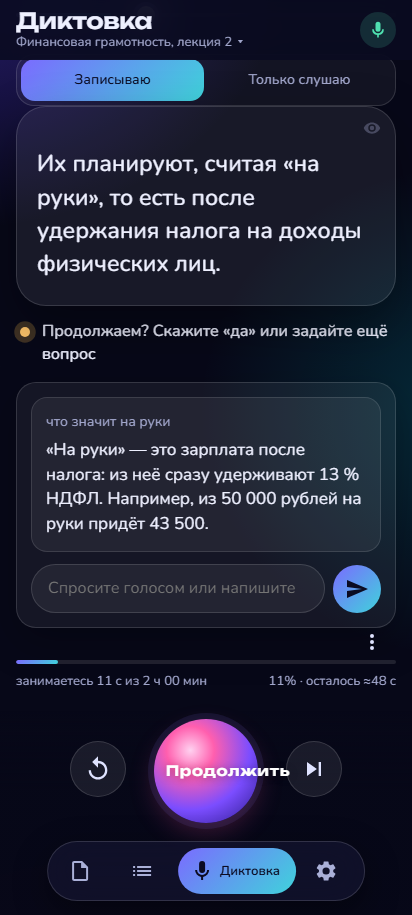 Диктовка
Финансовая грамотность, лекция 2
Записываю
Только слушаю
Их планируют, считая «на
руки», то есть после
удержания налога на доходы
физических лиц.
Продолжаем? Скажите «да» или задайте ещё
вопрос
что значит на руки
«На руки» — это зарплата после
налога: из неё сразу удерживают 13 %
НДФЛ. Например, из 50 000 рублей на
руки придёт 43 500.
Спросите голосом или напишите
занимаетесь 11 с из 2 ч 00 мин
11% · осталось ≈48 с
Продолжить
Диктовка